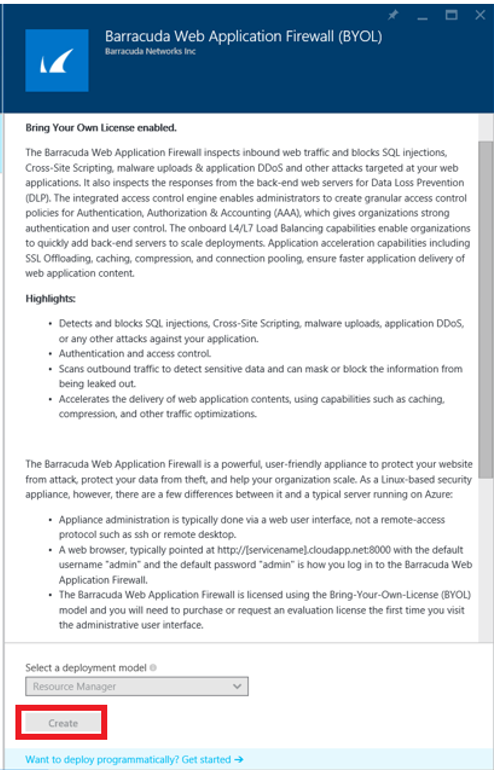 Barracuda Web Application Firewall (BYOL)
Barracuda Networks Inc
Bring Your Own License enabled.
The Barracuda Web Application Firewall inspects inbound web traffic and blocks SQL injections,
Cross-Site Scripting, malware uploads & application DDoS and other attacks targeted at your web
applications. It also inspects the responses from the back-end web servers for Data Loss Prevention
(DLP). The integrated access control engine enables administrators to create granular access control
policies for Authentication, Authorization & Accounting (AAA), which gives organizations strong
authentication and user control. The onboard L4/L7 Load Balancing capabilities enable organizations
to quickly add back-end servers to scale deployments. Application acceleration capabilities including
SSL Offloading, caching, compression, and connection pooling, ensure faster application delivery of
web application content.
Highlights:
• Detects and blocks SQL injections, Cross-Site Scripting, malware uploads, application DDoS,
or any other attacks against your application.
• Authentication and access control.
• Scans outbound traffic to detect sensitive data and can mask or block the information from
being leaked out.
• Accelerates the delivery of web application contents, using capabilities such as caching,
compression, and other traffic optimizations.
The Barracuda Web Application Firewall is a powerful, user-friendly appliance to protect your website
from attack, protect your data from theft, and help your organization scale. As a Linux-based security
appliance, however, there are a few differences between it and a typical server running on Azure:
• Appliance administration is typically done via a web user interface, not a remote-access
protocol such as ssh or remote desktop.
• A web browser, typically pointed at http://[servicename].cloudapp.net:8000 with the default
username "admin" and the default password "admin" is how you log in to the Barracuda Web
Application Firewall.
• The Barracuda Web Application Firewall is licensed using the Bring-Your-Own-License (BYOL)
model and you will need to purchase or request an evaluation license the first time you visit
the administrative user interface.
Select a deployment model
Resource Manager
Create
Want to deploy programmatically? Get started →